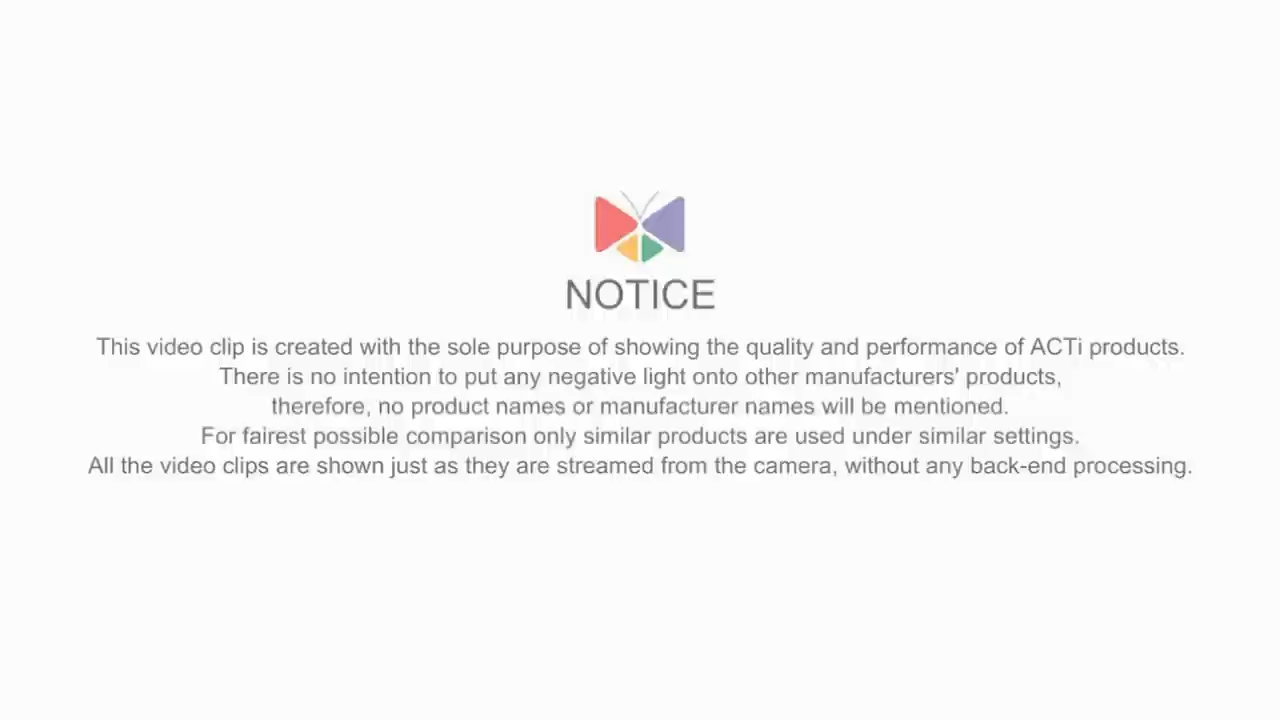 NOTICE
This video clip is created with the sole purpose of showing the quality and performance of ACTi products.
There is no intention to put any negative light onto other manufacturers' products,
therefore, no product names or manufacturer names will be mentioned.
For fairest possible comparison only similar products are used under similar settings.
All the video clips are shown just as they are streamed from the camera, without any back-end processing.